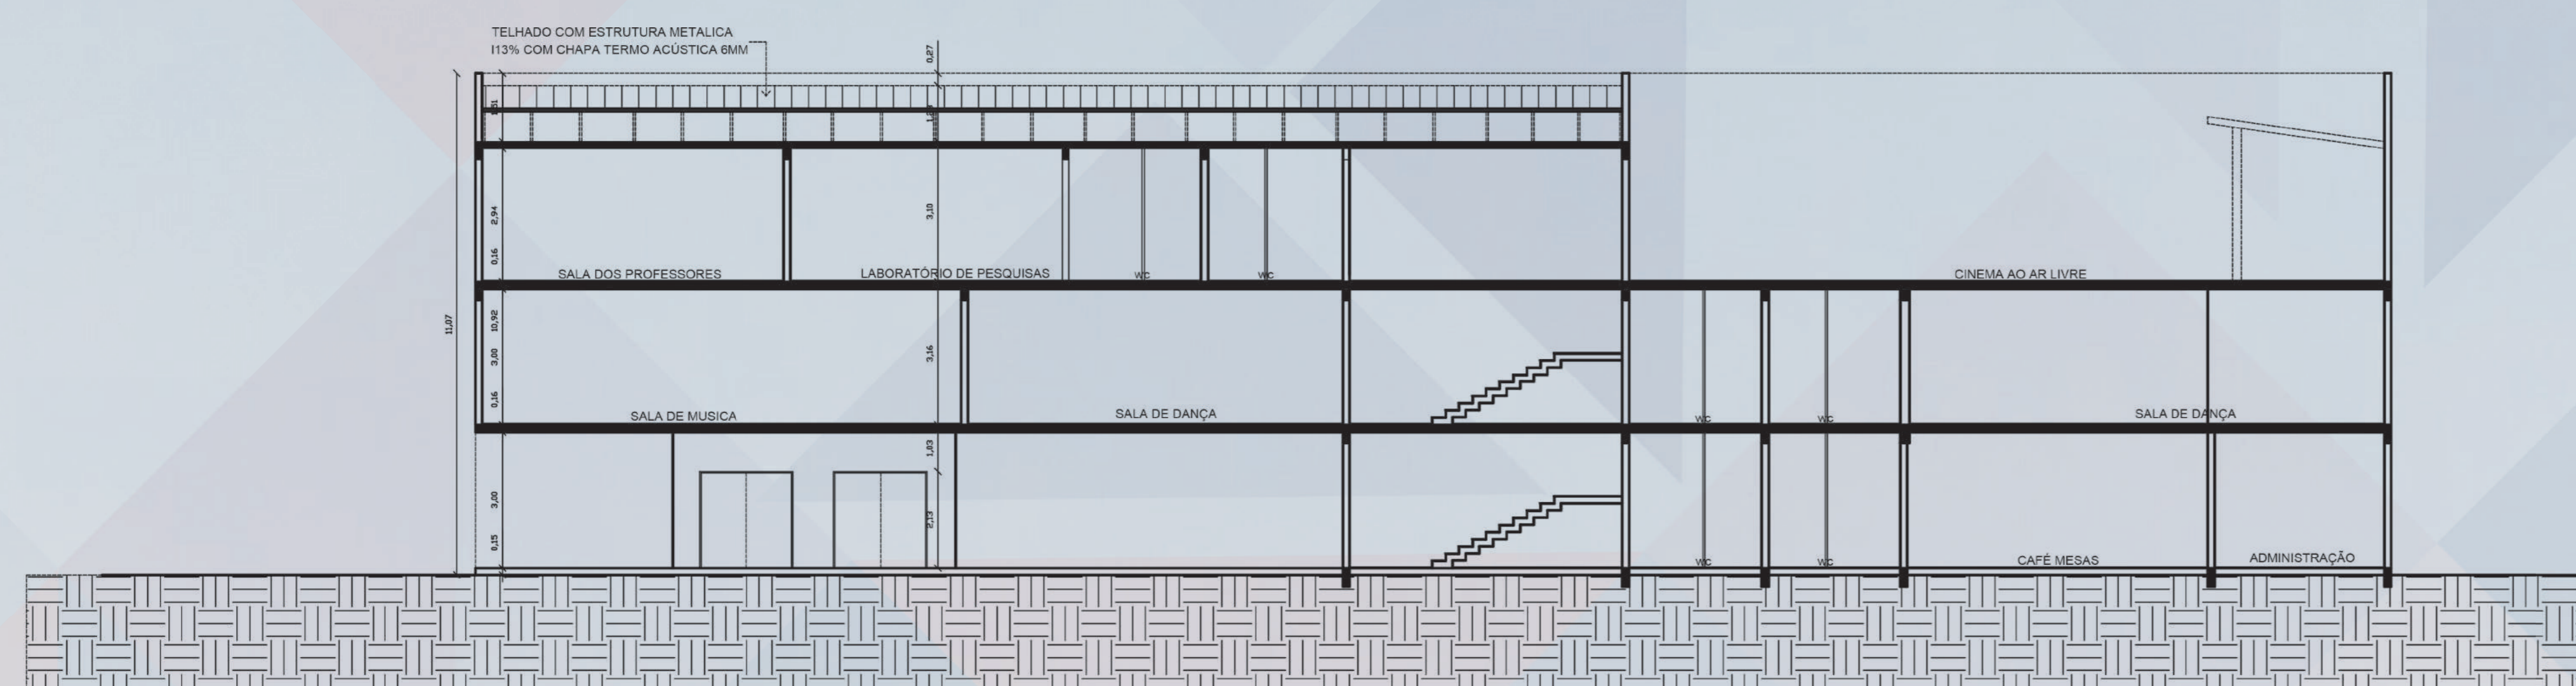 TELHADO COM ESTRUTURA METALICA
I13% COM CHAPA TERMO ACÚSTICA 6MM
0,27
2,94
3,10
0,16
SALA DOS PROFESSORES
LABORATÓRIO DE PESQUISAS
WC
WC
CINEMA AO AR LIVRE
11,07
10,92
3,00
3,16
0,16
SALA DE MUSICA
SALA DE DANÇA
WC
WC
SALA DE DANÇA
1,03
3,00
2,13
0,15
WC
WC
CAFÉ MESAS
ADMINISTRAÇÃO